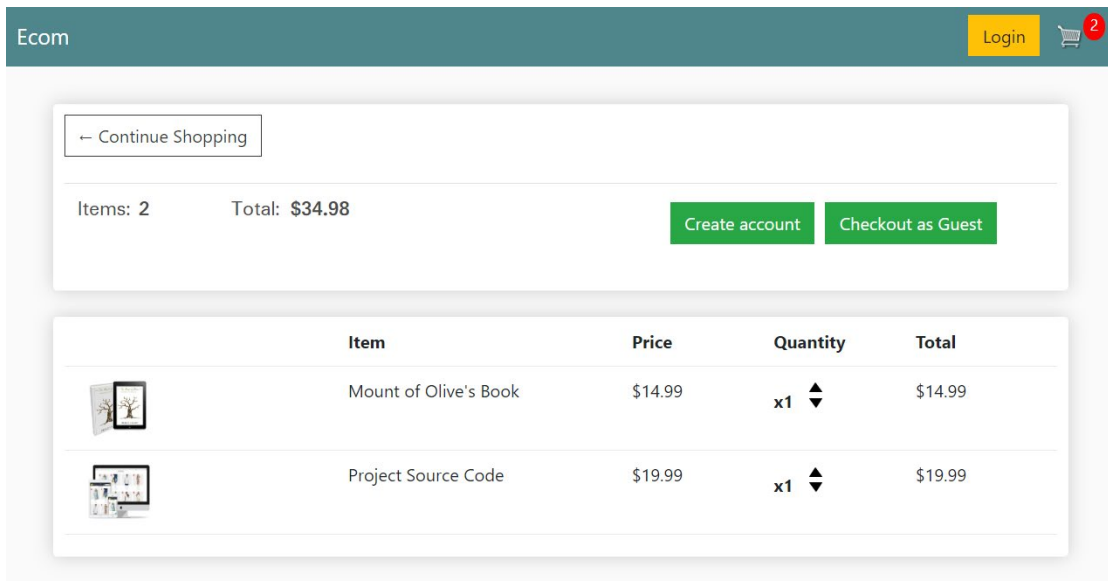 Ecom Login 2
← Continue Shopping
Items: 2 Total: $34.98 Create account Checkout as Guest
Item Price Quantity Total
Mount of Olive's Book $14.99 x1 $14.99
Project Source Code $19.99 x1 $19.99